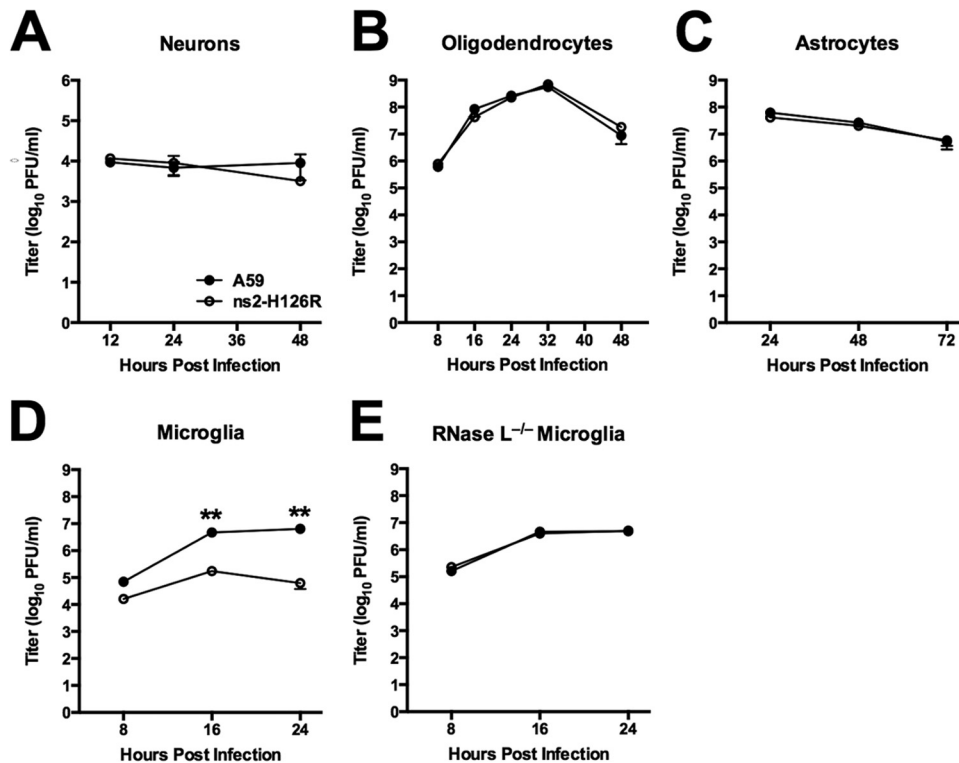 A
Neurons
Titer (log10 PFU/ml)
6
5
4
3
2
1
0
A59
ns2-H126R
12 24 36 48
Hours Post Infection
B
Oligodendrocytes
Titer (log10 PFU/ml)
9
8
7
6
5
4
3
2
1
0
8 16 24 32 40 48
Hours Post Infection
C
Astrocytes
Titer (log10 PFU/ml)
9
8
7
6
5
4
3
2
1
0
24 48 72
Hours Post Infection
D
Microglia
Titer (log10 PFU/ml)
9
8
7
6
5
4
3
2
1
0
** **
8 16 24
Hours Post Infection
E
RNase L–/– Microglia
Titer (log10 PFU/ml)
9
8
7
6
5
4
3
2
1
0
8 16 24
Hours Post Infection